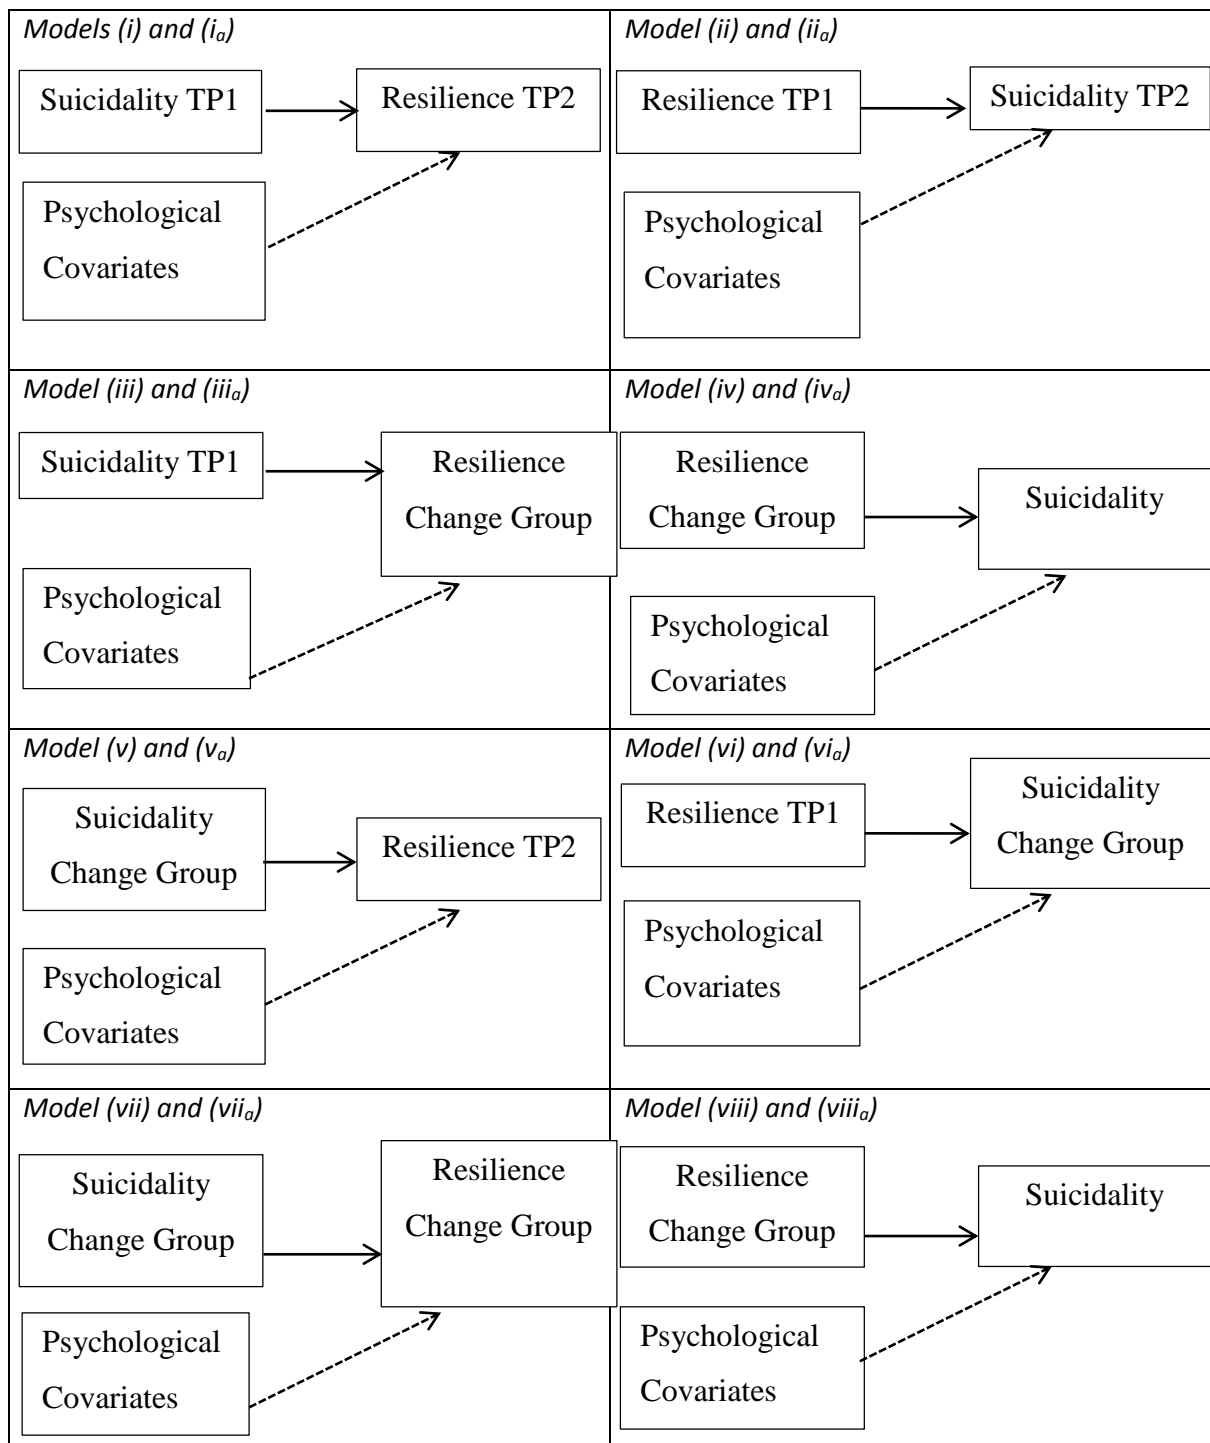 Models (i) and (iₐ)
Suicidality TP1
Resilience TP2
Psychological
Covariates
Model (ii) and (iiₐ)
Resilience TP1
Suicidality TP2
Psychological
Covariates
Model (iii) and (iiiₐ)
Suicidality TP1
Resilience
Change Group
Psychological
Covariates
Model (iv) and (ivₐ)
Resilience
Change Group
Suicidality
Psychological
Covariates
Model (v) and (vₐ)
Suicidality
Change Group
Resilience TP2
Psychological
Covariates
Model (vi) and (viₐ)
Resilience TP1
Suicidality
Change Group
Psychological
Covariates
Model (vii) and (viiₐ)
Suicidality
Change Group
Resilience
Change Group
Psychological
Covariates
Model (viii) and (viiiₐ)
Resilience
Change Group
Suicidality
Psychological
Covariates